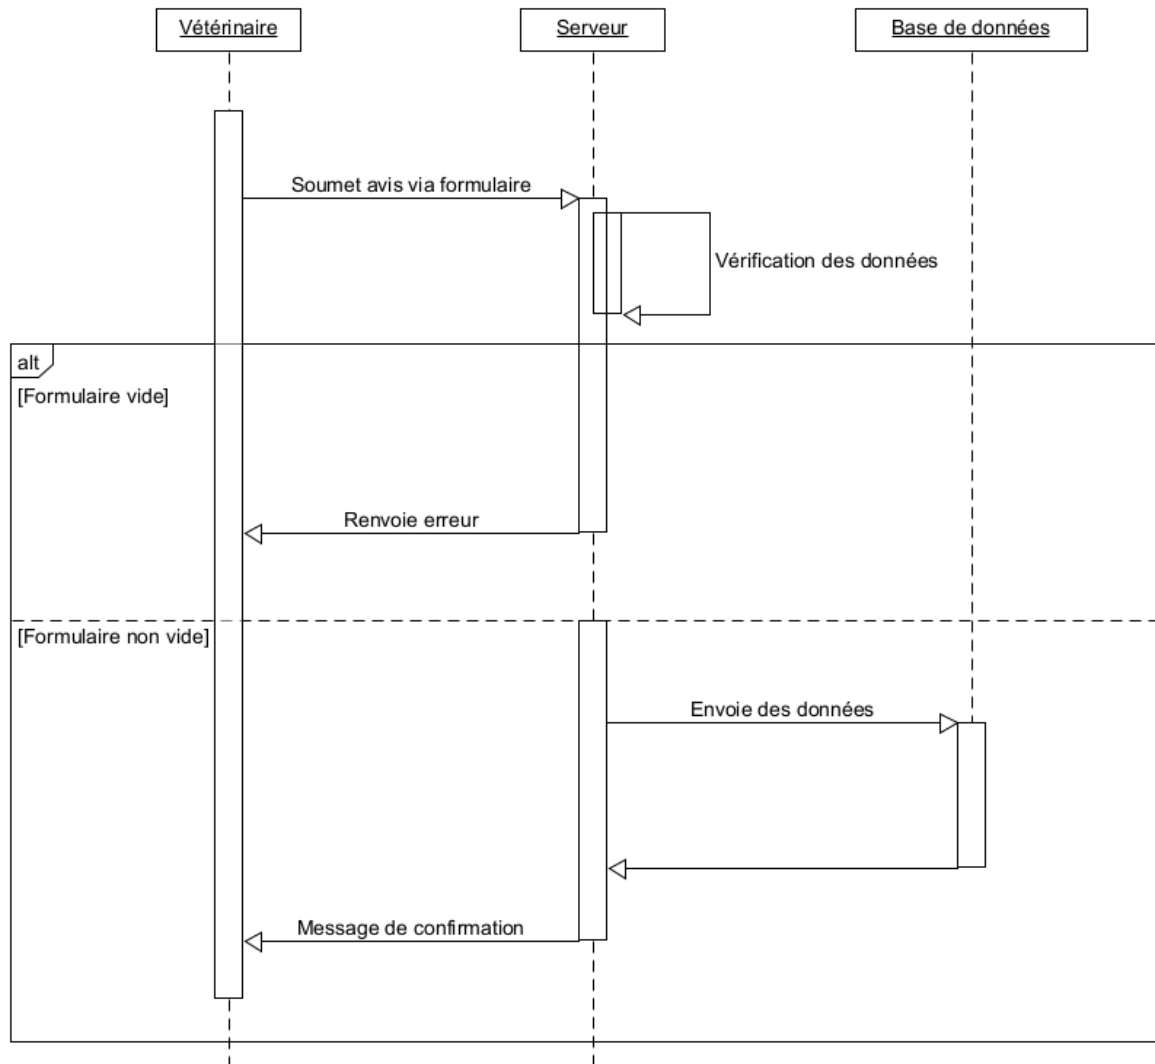 Vétérinaire
Serveur
Base de données
Soumet avis via formulaire
Vérification des données
alt
[Formulaire vide]
Renvoie erreur
[Formulaire non vide]
Envoie des données
Message de confirmation